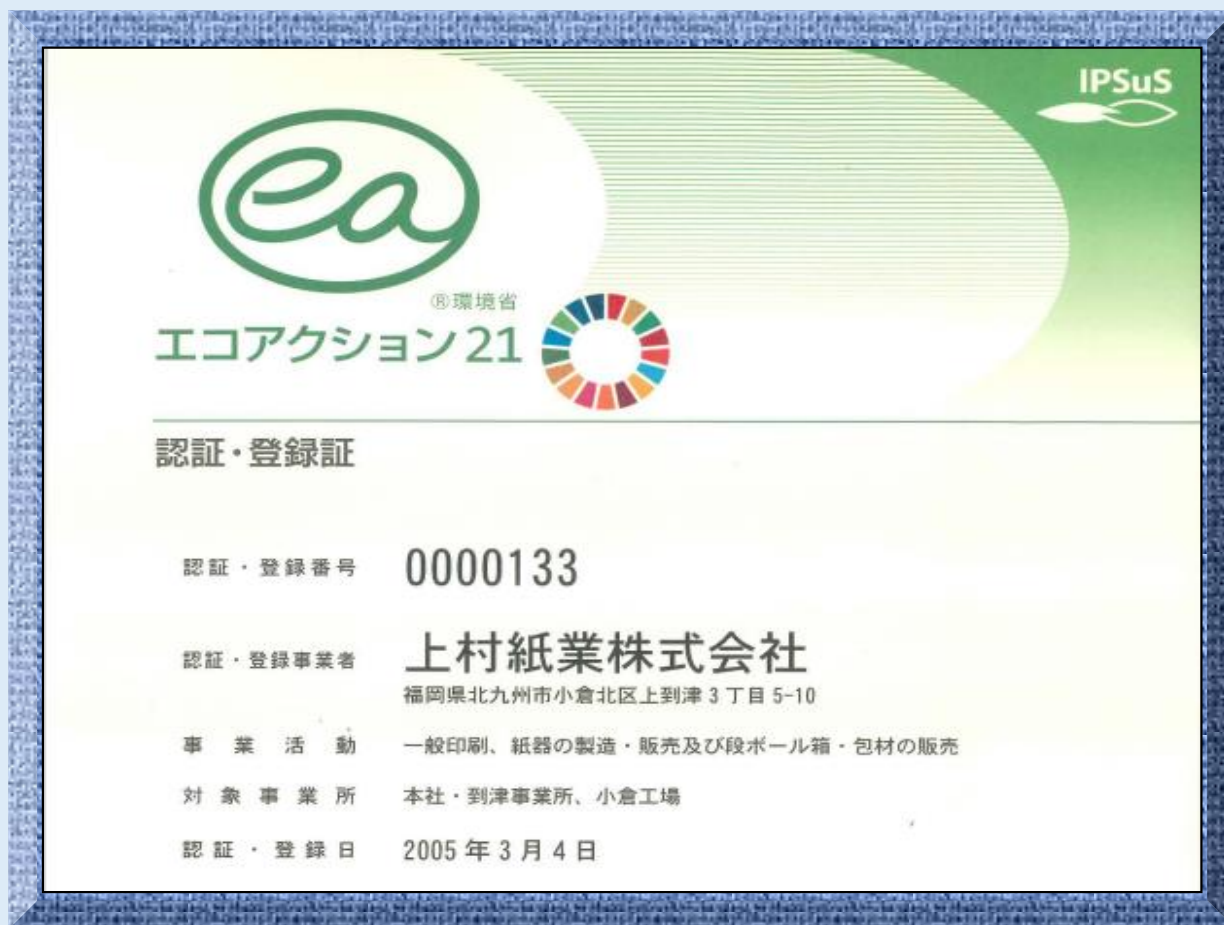 IPSuS
ea
®環境省
エコアクション21
認証・登録証
認証・登録番号 0000133
認証・登録事業者 上村紙業株式会社
福岡県北九州市小倉北区上到津3丁目5-10
事業活動 一般印刷、紙器の製造・販売及び段ボール箱・包材の販売
対象事業所 本社・到津事業所、小倉工場
認証・登録日 2005年3月4日